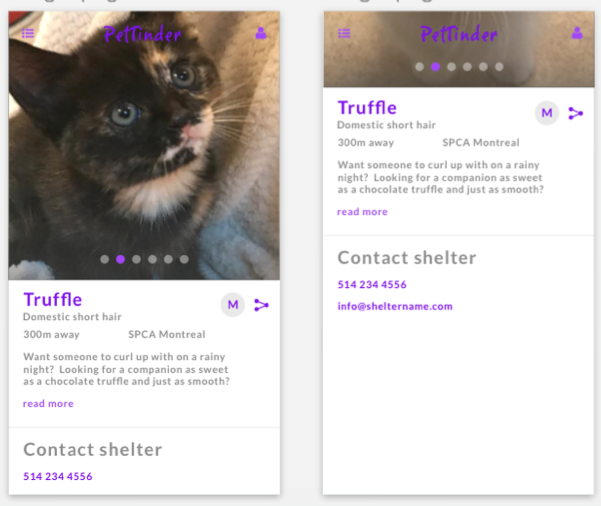 PetTinder
Truffle
M
Domestic short hair
300m away SPCA Montreal
Want someone to curl up with on a rainy
night? Looking for a companion as sweet
as a chocolate truffle and just as smooth?
read more
Contact shelter
514 234 4556
PetTinder
Truffle
M
Domestic short hair
300m away SPCA Montreal
Want someone to curl up with on a rainy
night? Looking for a companion as sweet
as a chocolate truffle and just as smooth?
read more
Contact shelter
514 234 4556
info@sheltername.com